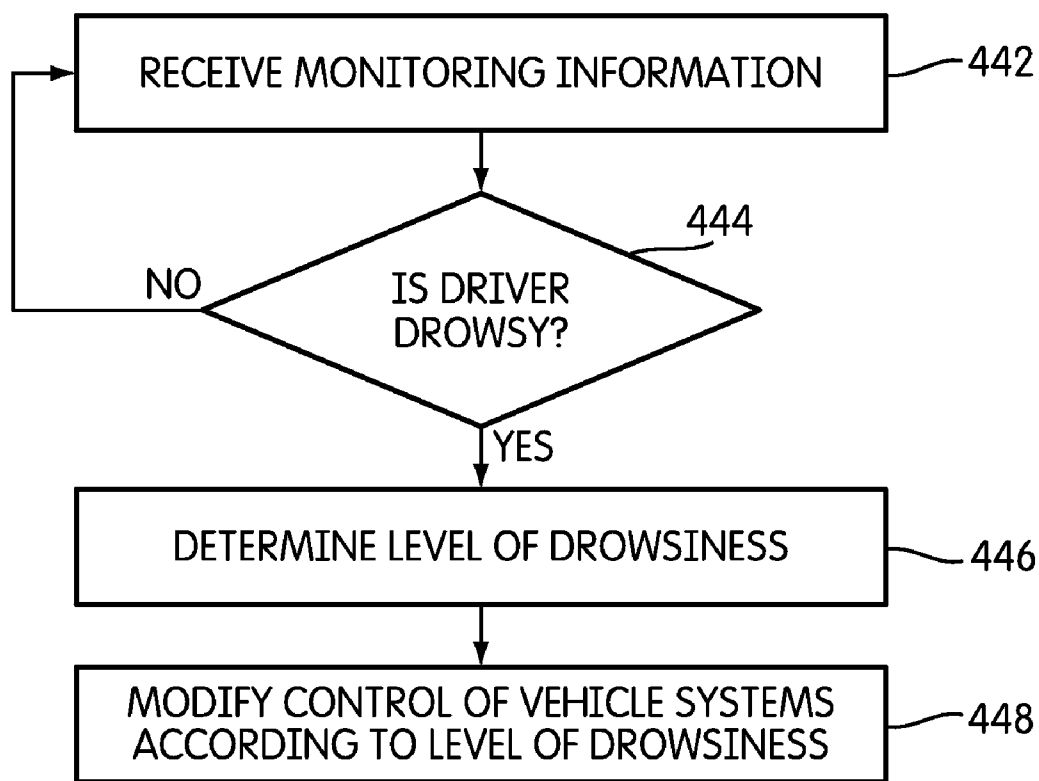 RECEIVE MONITORING INFORMATION
442
444
IS DRIVER
DROWSY?
NO
YES
DETERMINE LEVEL OF DROWSINESS
446
MODIFY CONTROL OF VEHICLE SYSTEMS
ACCORDING TO LEVEL OF DROWSINESS
448